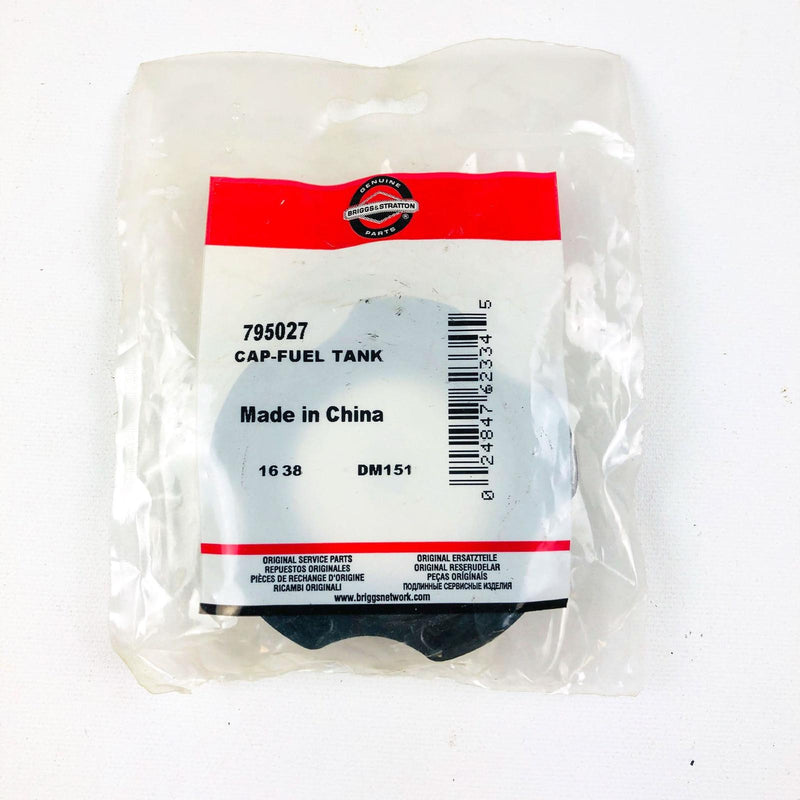 GENUINE
BRIGGS&STRATTON
®
PARTS
795027
CAP-FUEL TANK
Made in China
16 38 DM151
0 24847 62334 5
ORIGINAL SERVICE PARTS
REPUESTOS ORIGINALES
PIÈCES DE RECHANGE D'ORIGINE
RICAMBI ORIGINALI
ORIGINAL ERSATZTEILE
ORIGINAL RESERUDELAR
PEÇAS ORIGÍNAIS
ПОДЛИННЫЕ СЕРВИСНЫЕ ИЗДЕЛИЯ
www.briggsnetwork.com